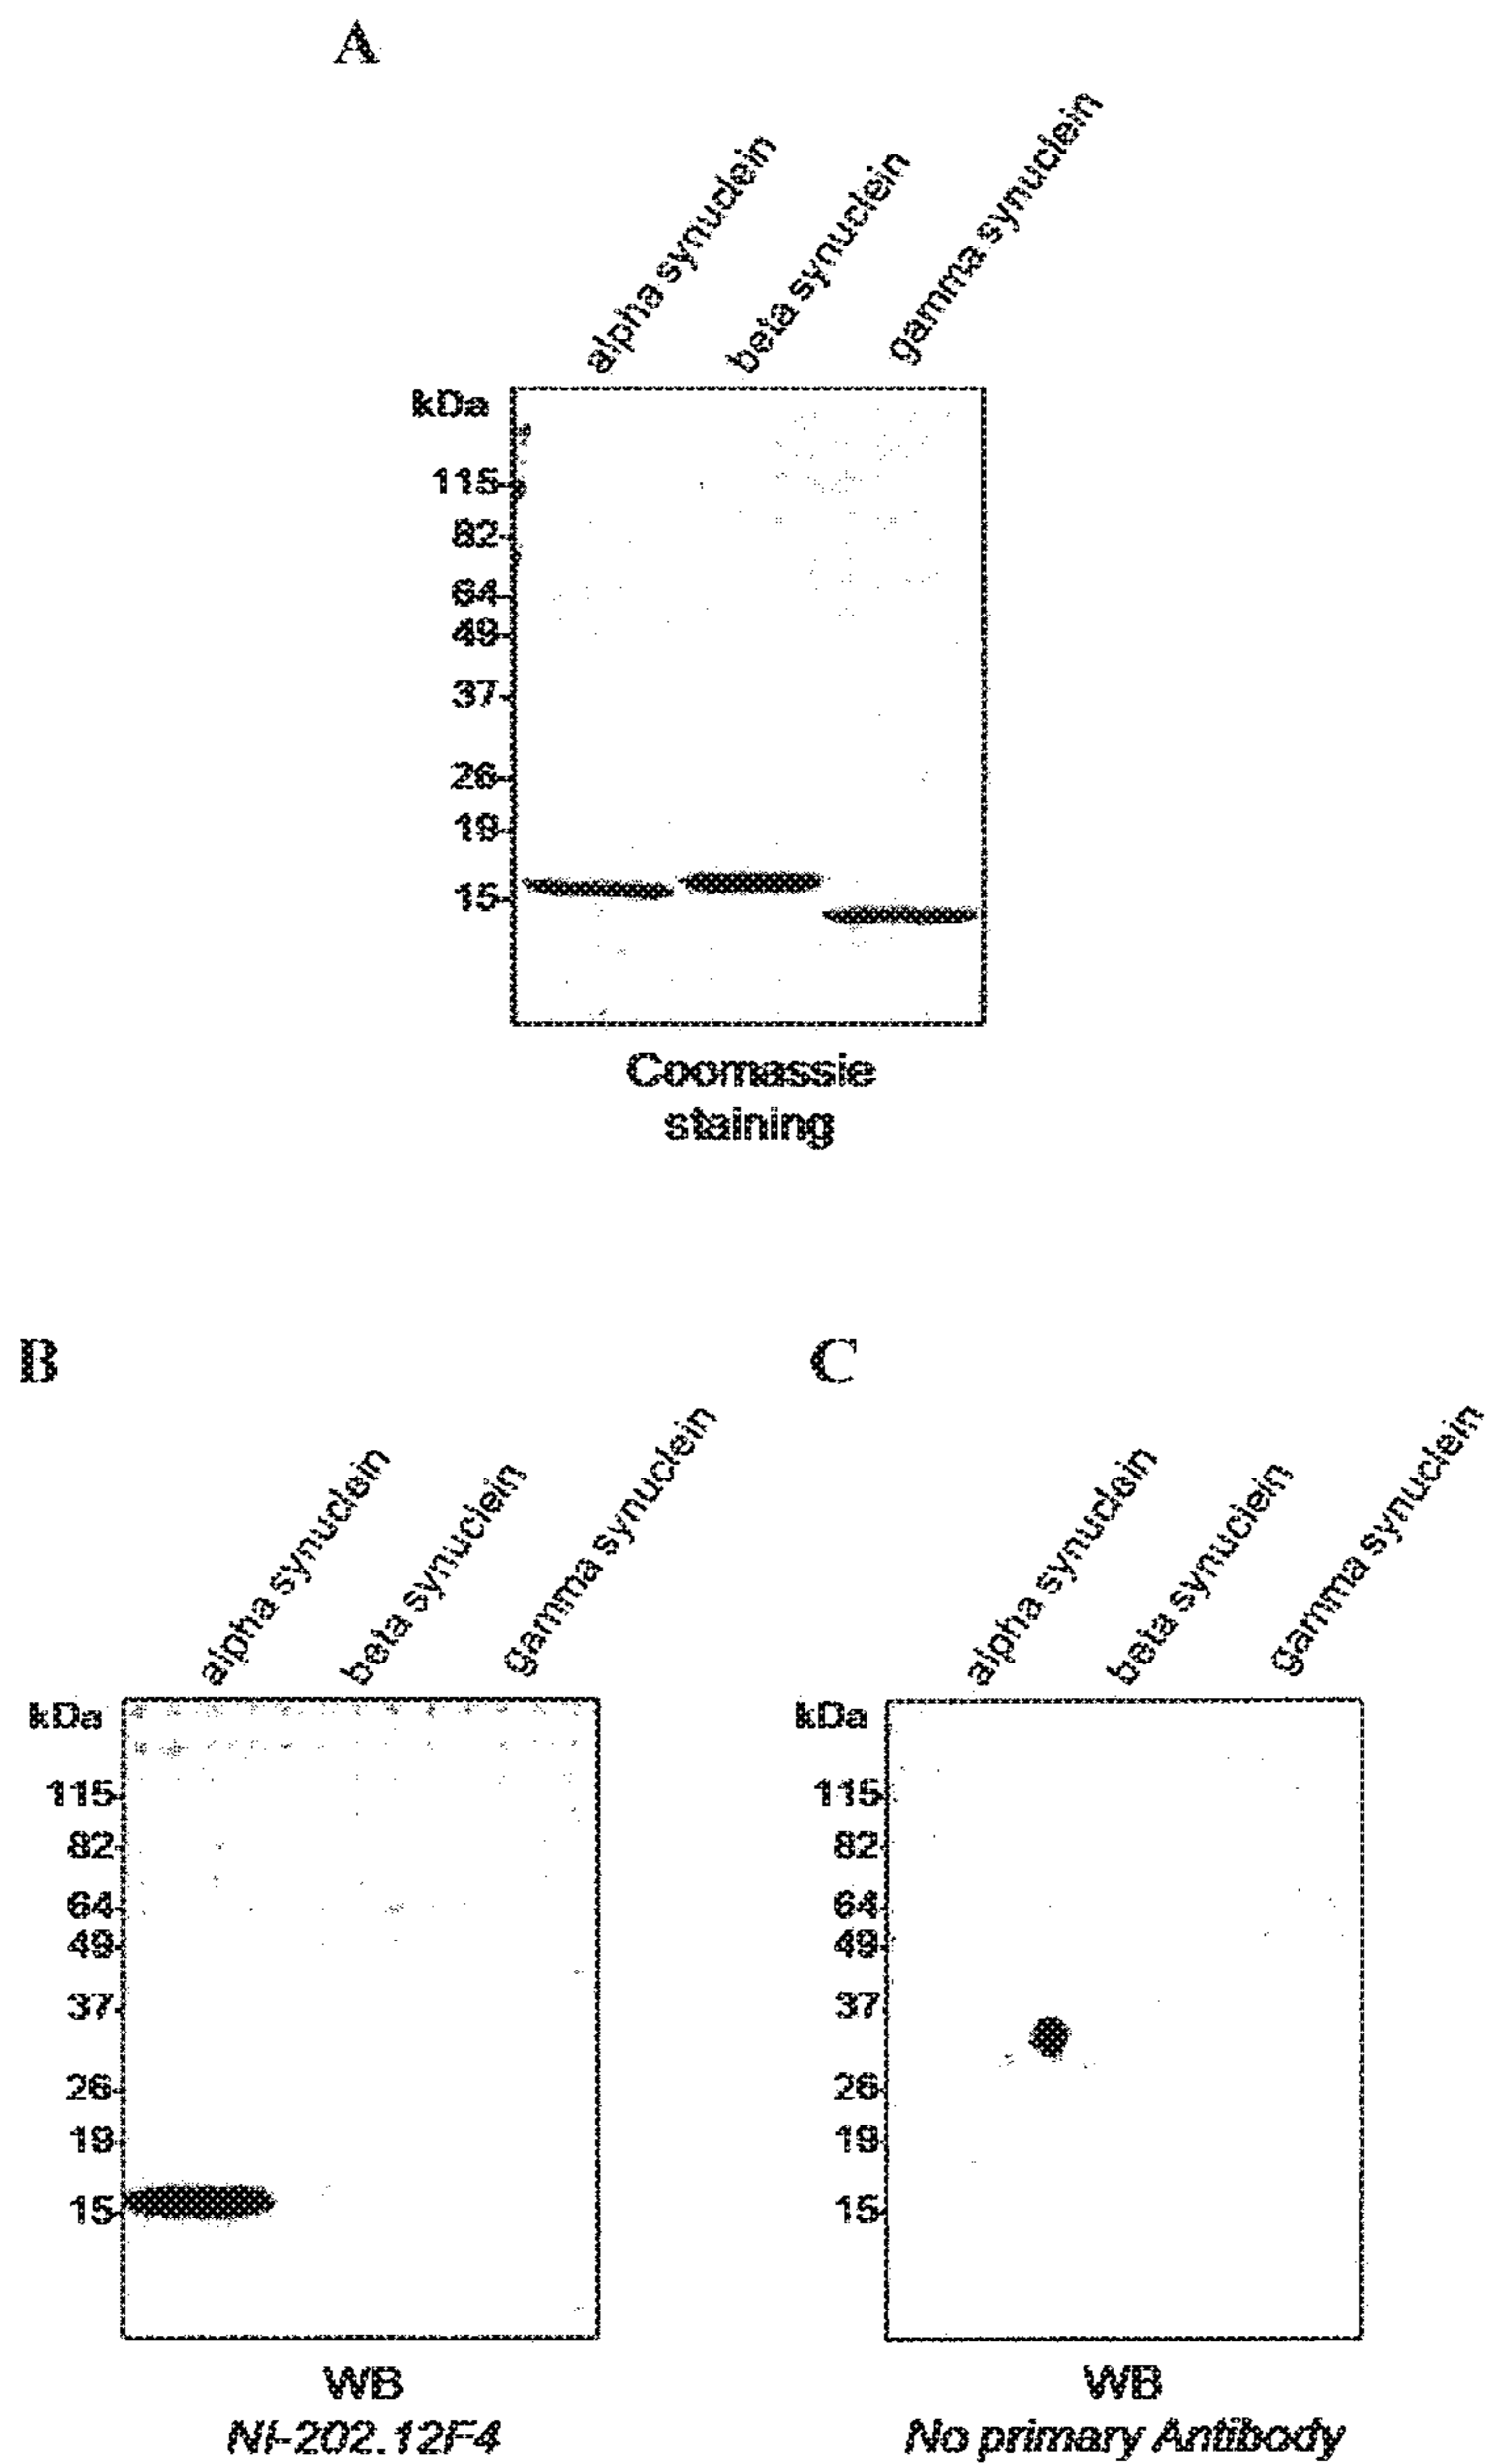 A
alpha synuclein
beta synuclein
gamma synuclein
kDa
115
82
64
49
37
26
19
15
Coomassie
staining
B
alpha synuclein
beta synuclein
gamma synuclein
kDa
115
82
64
49
37
26
19
15
WB
NI-202.12F4
C
alpha synuclein
beta synuclein
gamma synuclein
kDa
115
82
64
49
37
26
19
15
WB
No primary Antibody